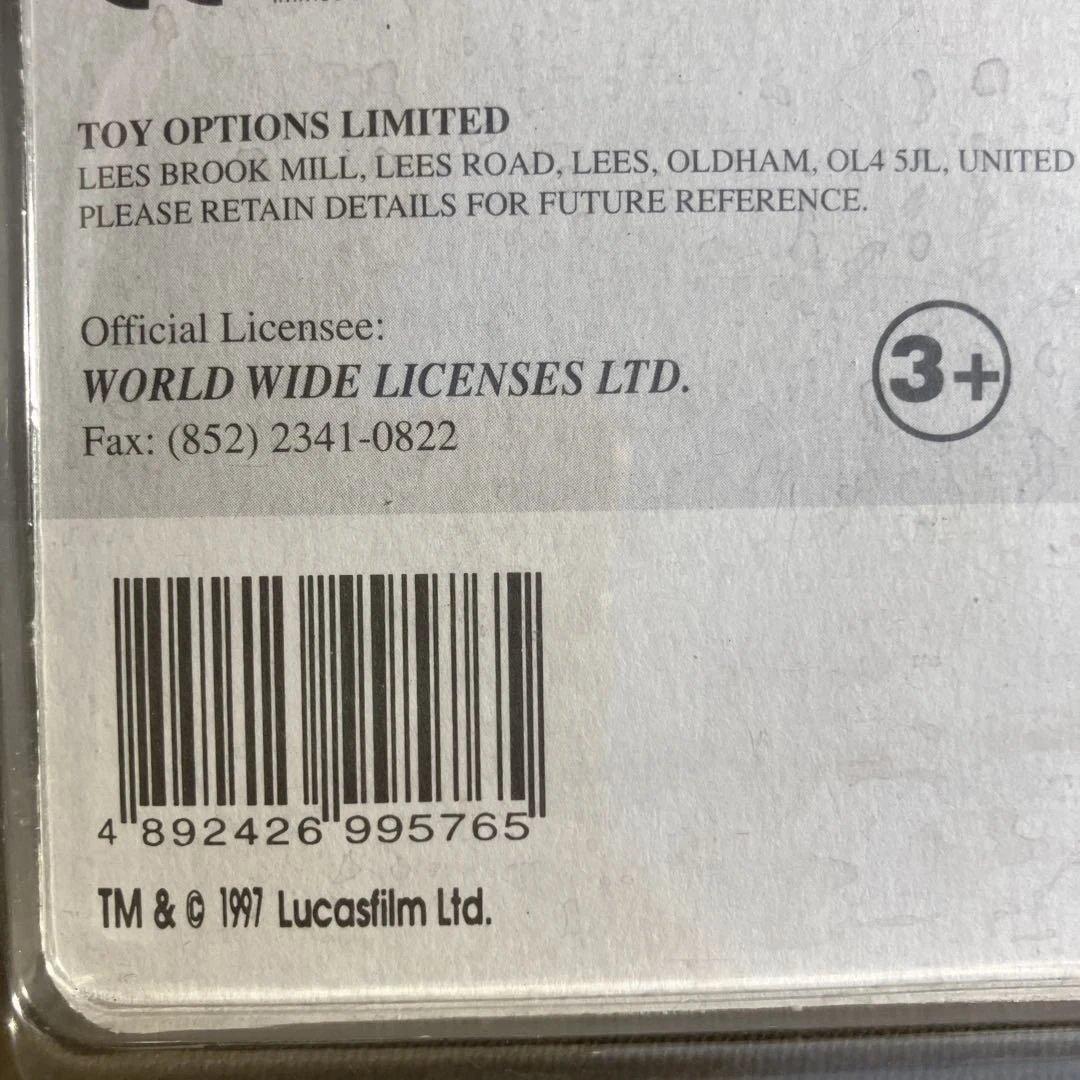 TOY OPTIONS LIMITED
LEES BROOK MILL, LEES ROAD, LEES, OLDHAM, OL4 5JL, UNITED
PLEASE RETAIN DETAILS FOR FUTURE REFERENCE.
Official Licensee:
WORLD WIDE LICENSES LTD.
Fax: (852) 2341-0822
3+
4 892426 995765
TM & © 1997 Lucasfilm Ltd.